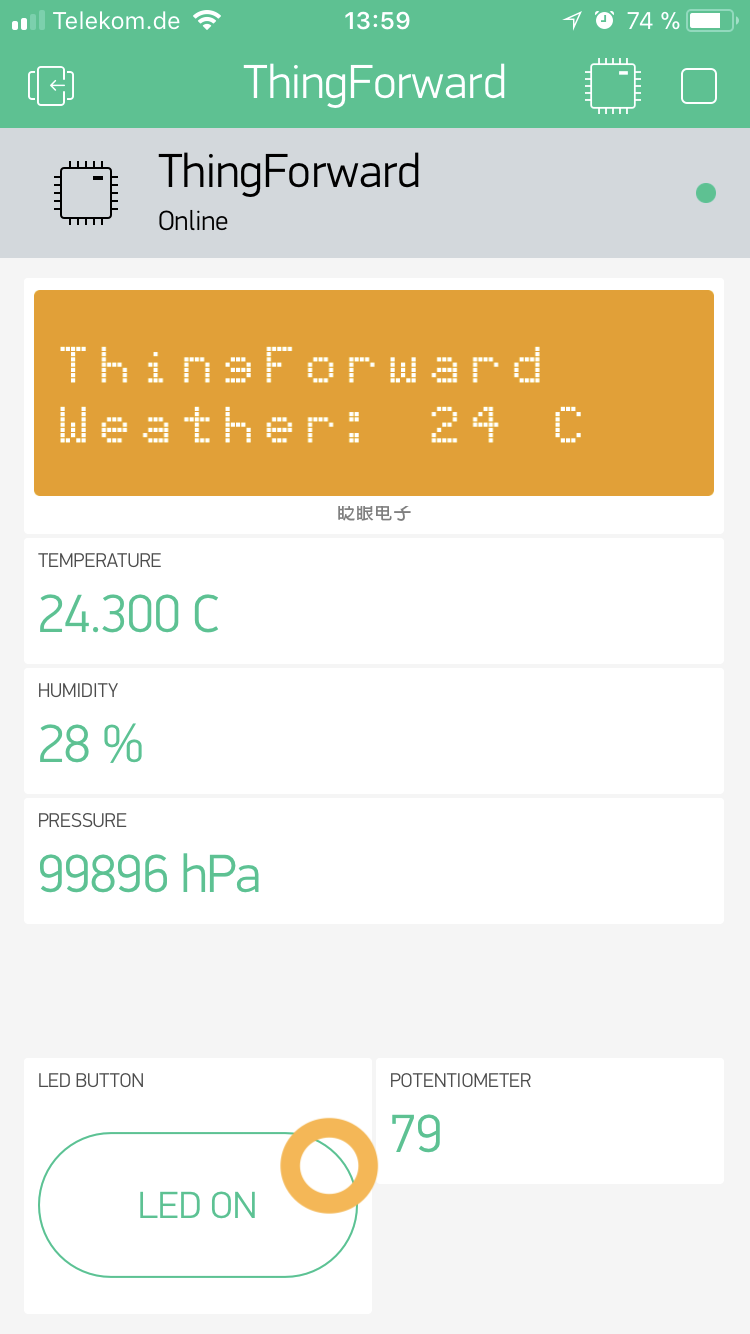 Telekom.de 13:59 74 %
ThingForward
ThingForward
Online
ThingForward
Weather: 24 C
眨眼电子
TEMPERATURE
24.300 C
HUMIDITY
28 %
PRESSURE
99896 hPa
LED BUTTON POTENTIOMETER
79
LED ON